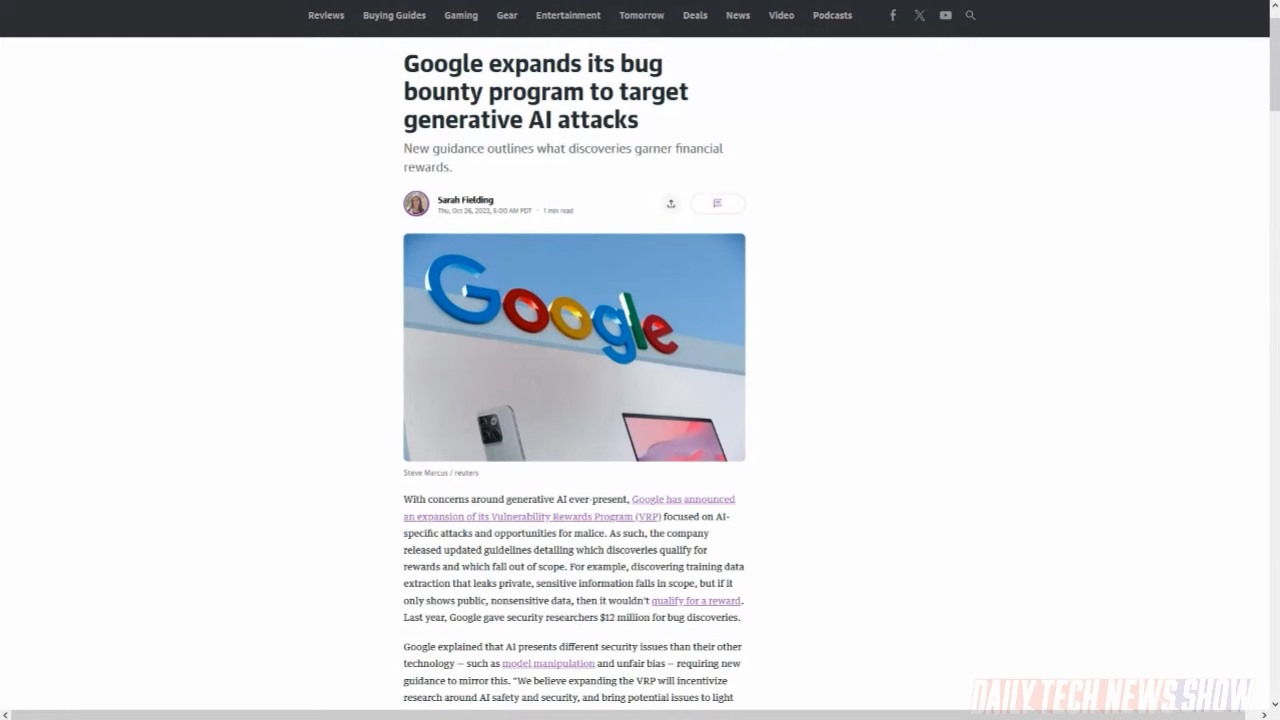 Reviews Buying Guides Gaming Gear Entertainment Tomorrow Deals News Video Podcasts
Google expands its bug
bounty program to target
generative AI attacks
New guidance outlines what discoveries garner financial
rewards.
Sarah Fielding
Thu, Oct 26, 2023, 5:00 AM PDT · 1 min read
Google
Steve Marcus / reuters
With concerns around generative AI ever-present, Google has announced
an expansion of its Vulnerability Rewards Program (VRP) focused on AI-
specific attacks and opportunities for malice. As such, the company
released updated guidelines detailing which discoveries qualify for
rewards and which fall out of scope. For example, discovering training data
extraction that leaks private, sensitive information falls in scope, but if it
only shows public, nonsensitive data, then it wouldn't qualify for a reward.
Last year, Google gave security researchers $12 million for bug discoveries.
Google explained that AI presents different security issues than their other
technology — such as model manipulation and unfair bias — requiring new
guidance to mirror this. "We believe expanding the VRP will incentivize
research around AI safety and security, and bring potential issues to light
DAILY TECH NEWS SHOW